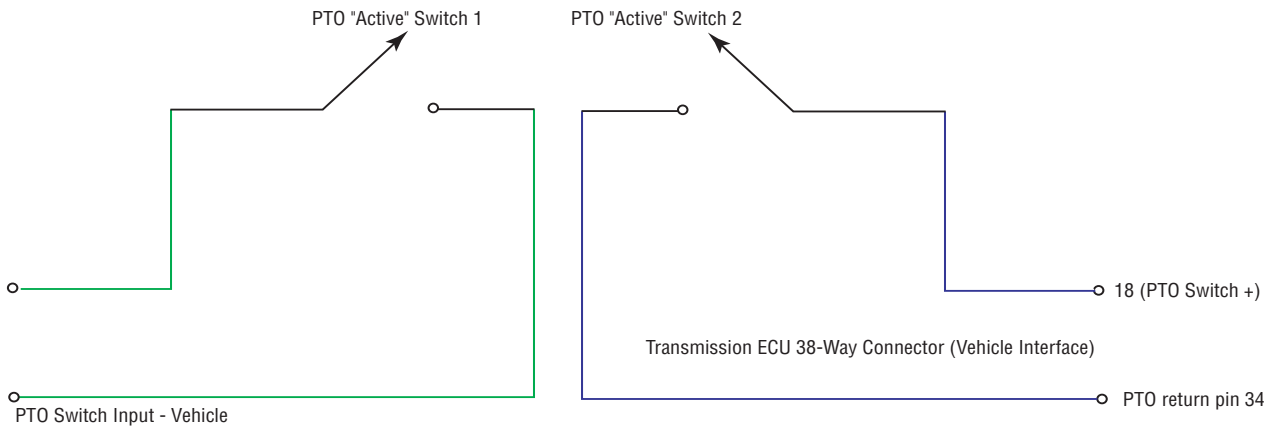 PTO "Active" Switch 1
PTO "Active" Switch 2
18 (PTO Switch +)
Transmission ECU 38-Way Connector (Vehicle Interface)
PTO return pin 34
PTO Switch Input - Vehicle